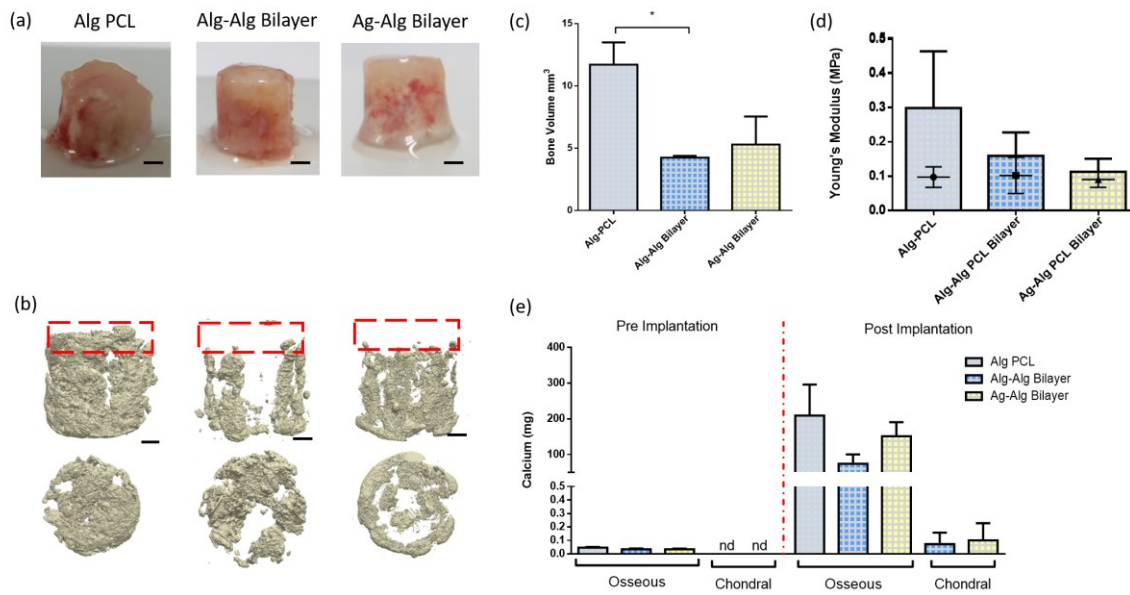 (a)
Alg PCL
Alg-Alg Bilayer
Ag-Alg Bilayer
(b)
(c)
*
Bone Volume mm³
15
10
5
0
Alg-PCL
Alg-Alg Bilayer
Ag-Alg Bilayer
(d)
Young's Modulus (MPa)
0.5
0.3
0.2
0.1
0.0
Alg-PCL
Alg-Alg PCL Bilayer
Ag-Alg PCL Bilayer
(e)
Pre Implantation
Post Implantation
Alg PCL
Alg-Alg Bilayer
Ag-Alg Bilayer
Calcium (mg)
400
300
200
100
0.5
0.4
0.3
0.2
0.1
0.0
nd nd
Osseous
Chondral
Osseous
Chondral